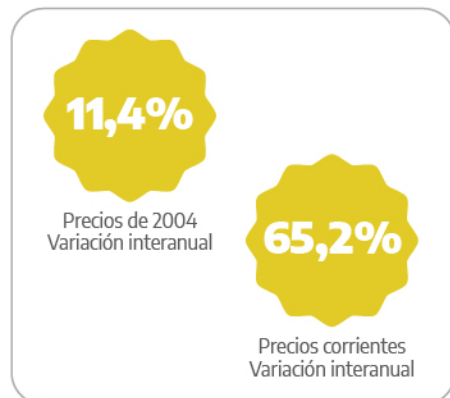 11,4%
Precios de 2004
Variación interanual
65,2%
Precios corrientes
Variación interanual